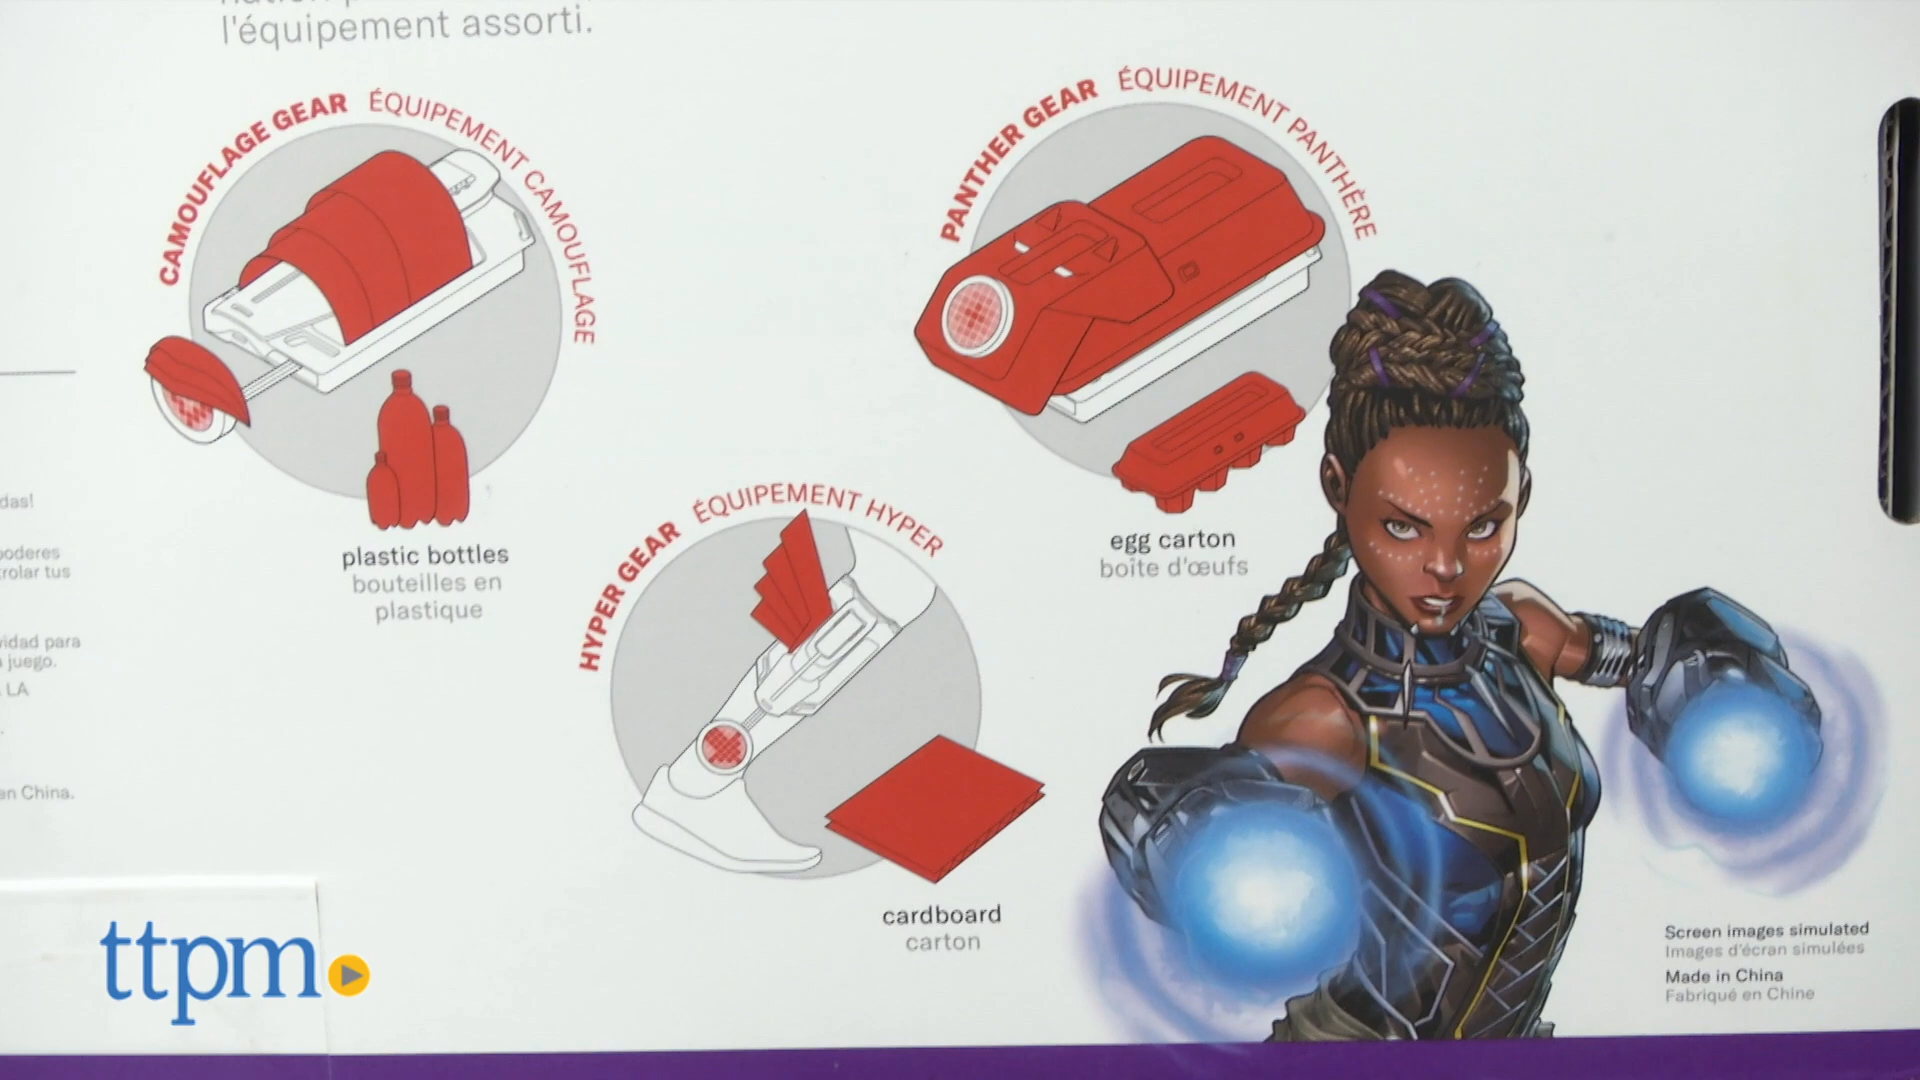 l'équipement assorti.
CAMOUFLAGE GEAR ÉQUIPEMENT CAMOUFLAGE
plastic bottles
bouteilles en
plastique
PANTHER GEAR ÉQUIPEMENT PANTHÈRE
egg carton
boîte d'œufs
HYPER GEAR ÉQUIPEMENT HYPER
cardboard
carton
das!
poderes
rolar tus
vidad para
juego.
LA
en China.
ttpm
Screen images simulated
Images d'écran simulées
Made in China
Fabriqué en Chine